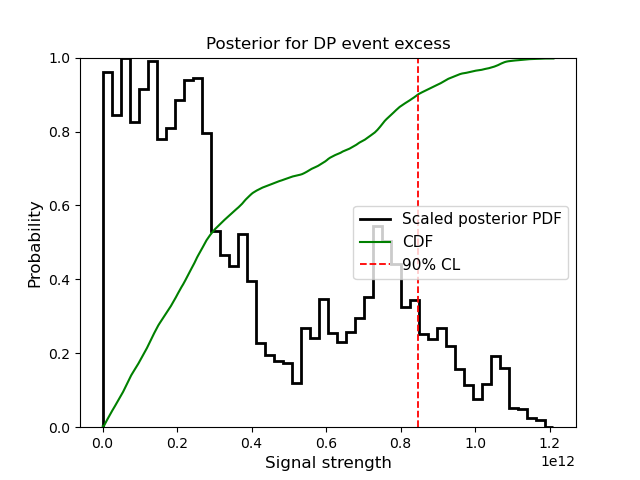 Posterior for DP event excess
1.0
0.8
0.6
0.4
0.2
0.0
Probability
Scaled posterior PDF
CDF
90% CL
0.0 0.2 0.4 0.6 0.8 1.0 1.2
1e12
Signal strength